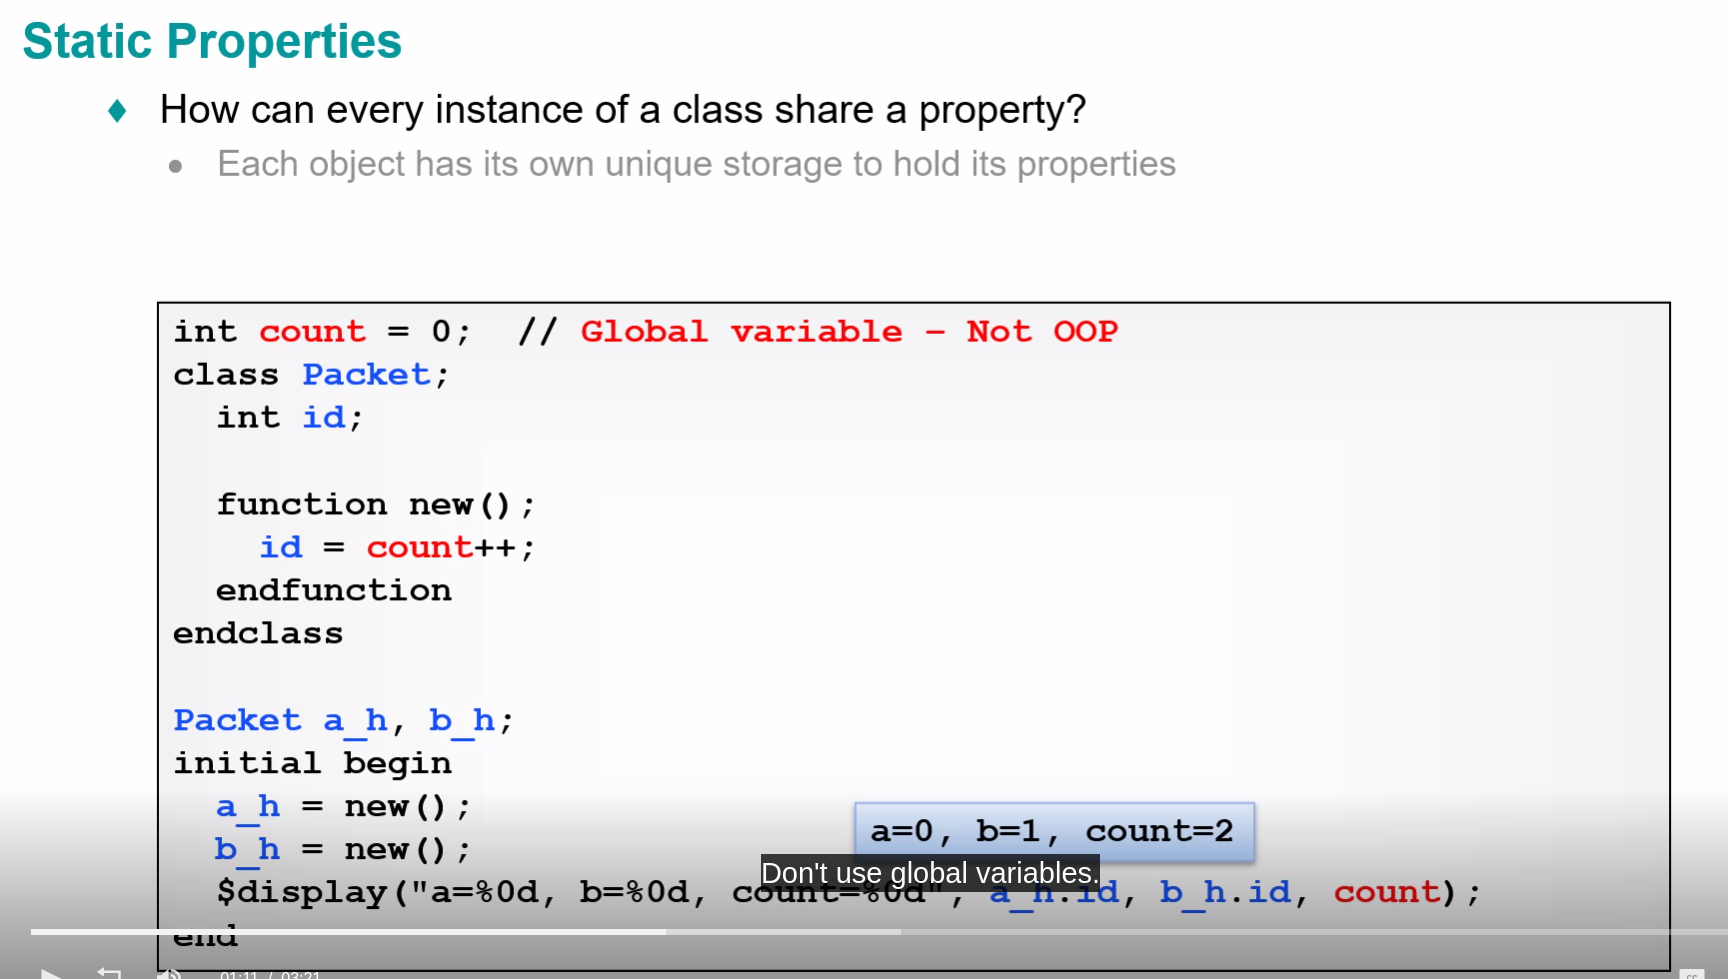 Static Properties
♦ How can every instance of a class share a property?
● Each object has its own unique storage to hold its properties
int count = 0;  // Global variable – Not OOP
class Packet;
  int id;
  function new();
    id = count++;
  endfunction
endclass
Packet a_h, b_h;
initial begin
  a_h = new();
  b_h = new();
a=0, b=1, count=2
Don't use global variables.
  $display("a=%0d, b=%0d, count=%0d", a_h.id, b_h.id, count);
end
01:11 / 03:21
CC